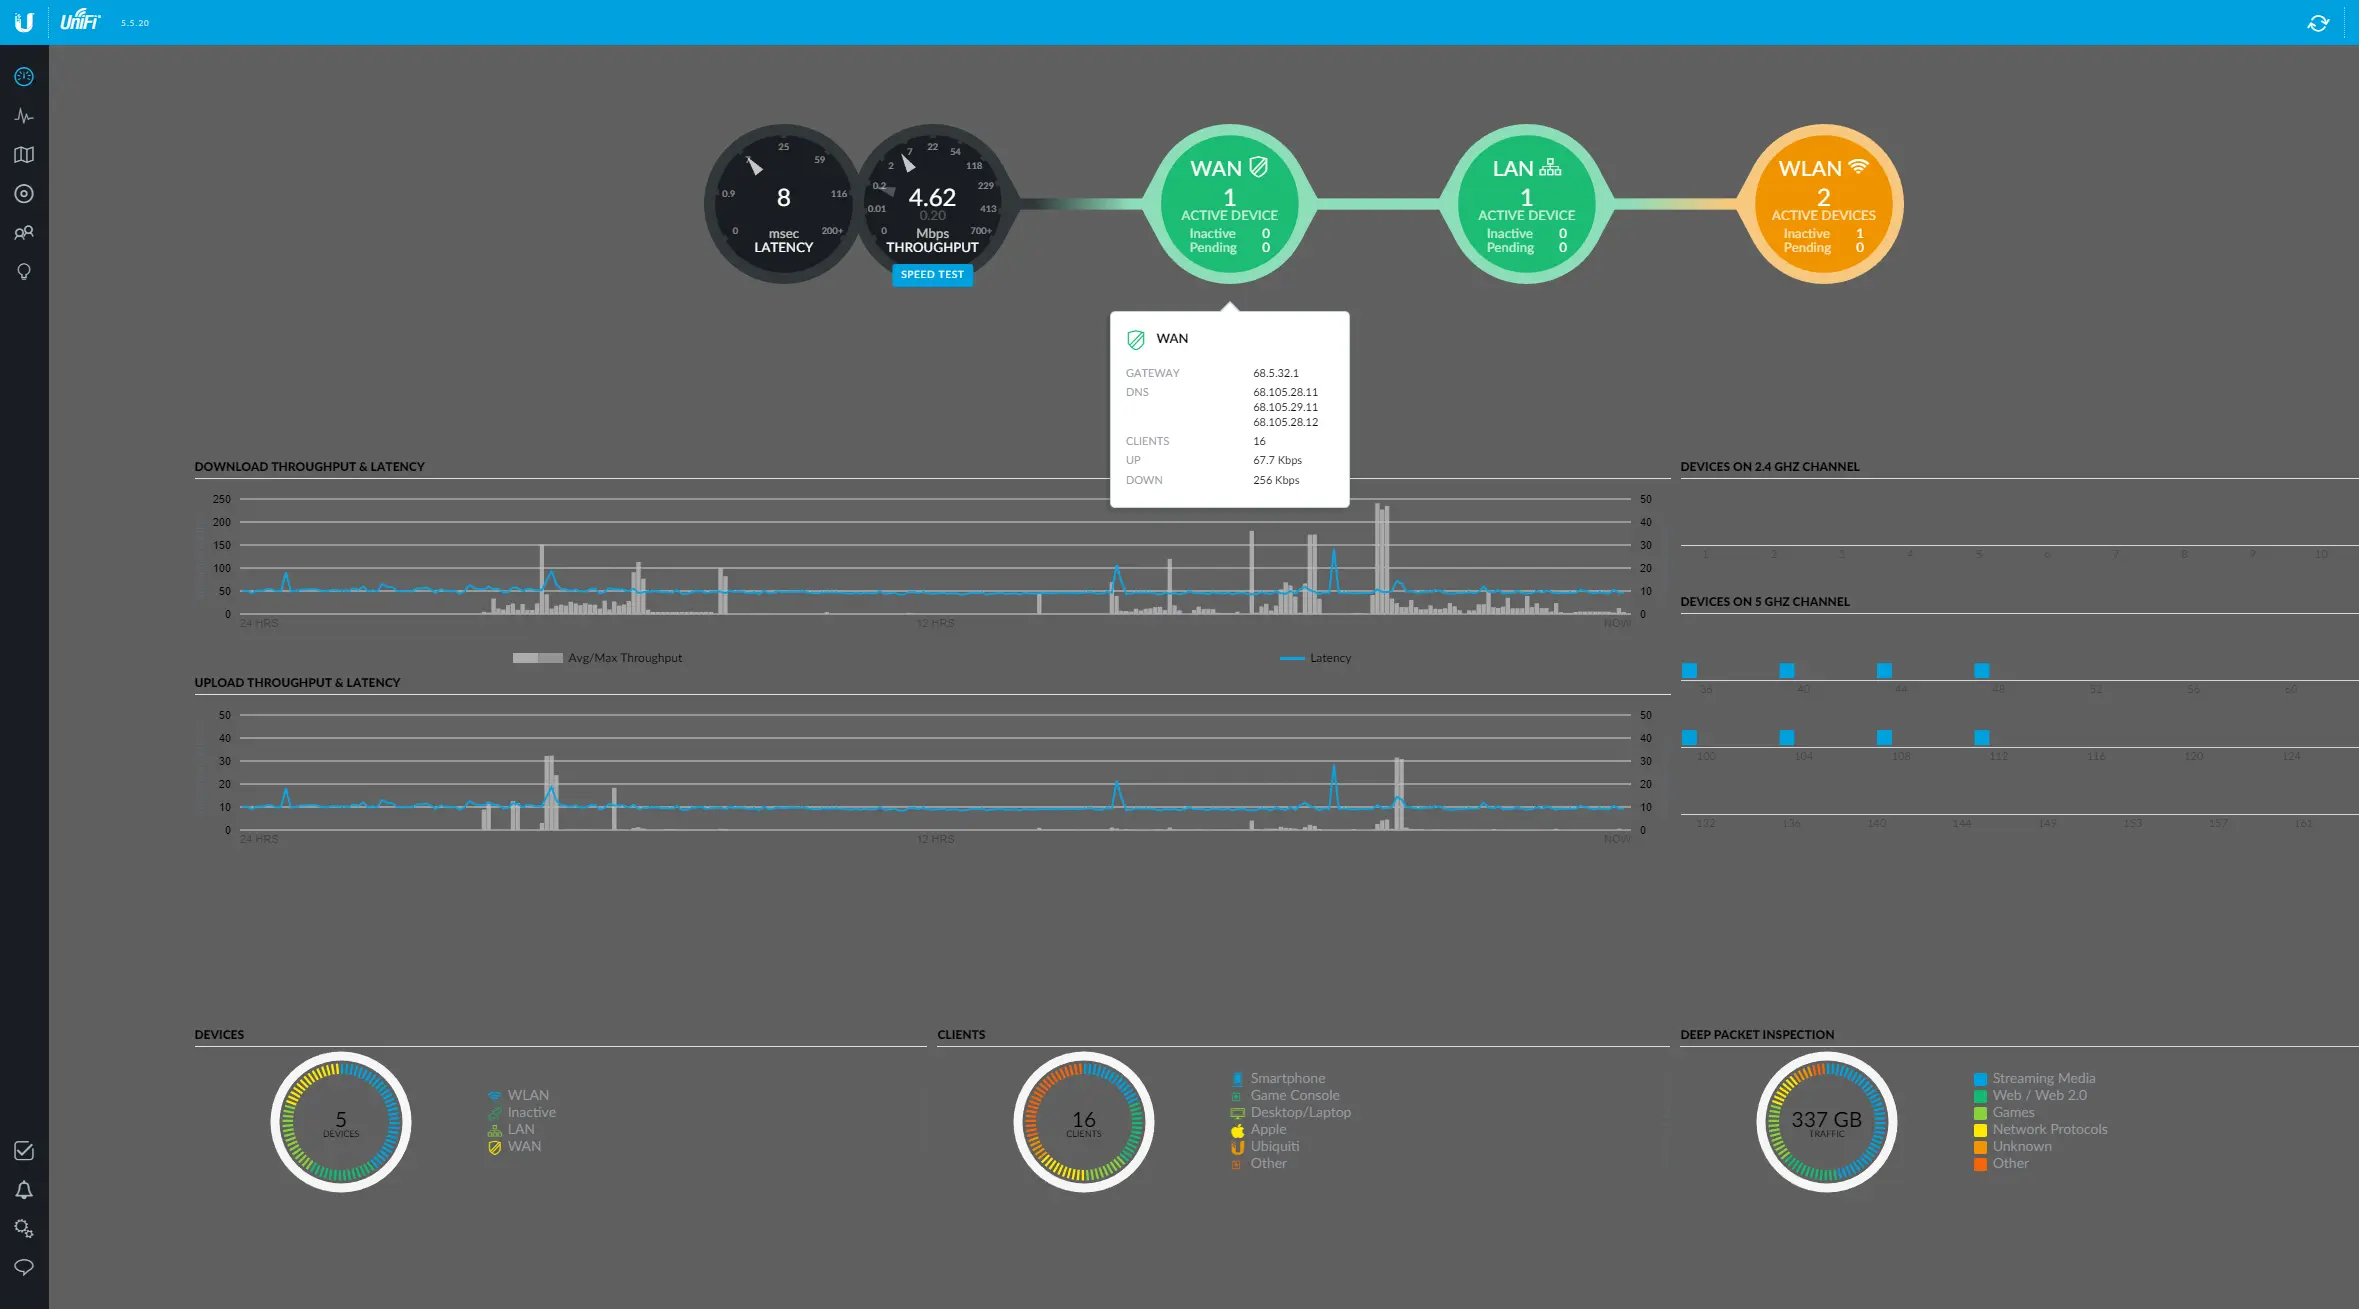 UniFi 5.5.20
25
7 59
0.9 116
8
0 msec 200+
LATENCY
22
7 54
2 118
0.2 229
4.62
0.01 0.20 413
0 Mbps 700+
THROUGHPUT
SPEED TEST
WAN
1
ACTIVE DEVICE
Inactive 0
Pending 0
LAN
1
ACTIVE DEVICE
Inactive 0
Pending 0
WLAN
2
ACTIVE DEVICES
Inactive 1
Pending 0
WAN
GATEWAY 68.5.32.1
DNS 68.105.28.11
68.105.29.11
68.105.28.12
CLIENTS 16
UP 67.7 Kbps
DOWN 256 Kbps
DOWNLOAD THROUGHPUT & LATENCY
250 50
200 40
150 30
100 20
50 10
0 0
24 HRS 12 HRS NOW
Avg/Max Throughput Latency
UPLOAD THROUGHPUT & LATENCY
50 50
40 40
30 30
20 20
10 10
0 0
24 HRS 12 HRS NOW
DEVICES ON 2.4 GHZ CHANNEL
1 2 3 4 5 6 7 8 9 10
DEVICES ON 5 GHZ CHANNEL
36 40 44 48 52 56 60
100 104 108 112 116 120 124
132 136 140 144 149 153 157 161
DEVICES
5
DEVICES
WLAN
Inactive
LAN
WAN
CLIENTS
16
CLIENTS
Smartphone
Game Console
Desktop/Laptop
Apple
Ubiquiti
Other
DEEP PACKET INSPECTION
337 GB
TRAFFIC
Streaming Media
Web / Web 2.0
Games
Network Protocols
Unknown
Other